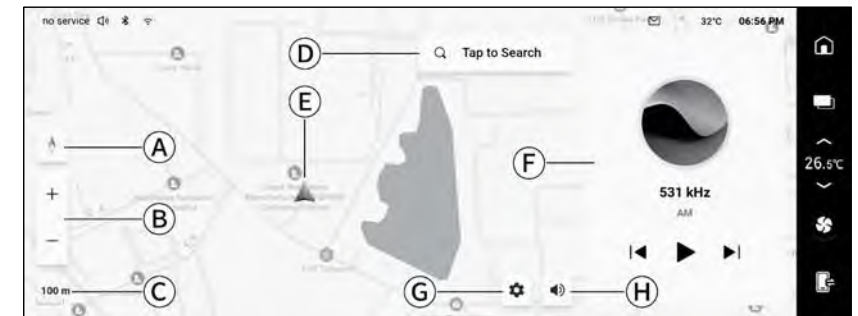 no service
32°C
06:56 PM
D
Tap to Search
E
A
F
26.5°C
B
531 kHz
AM
100 m
C
G
H